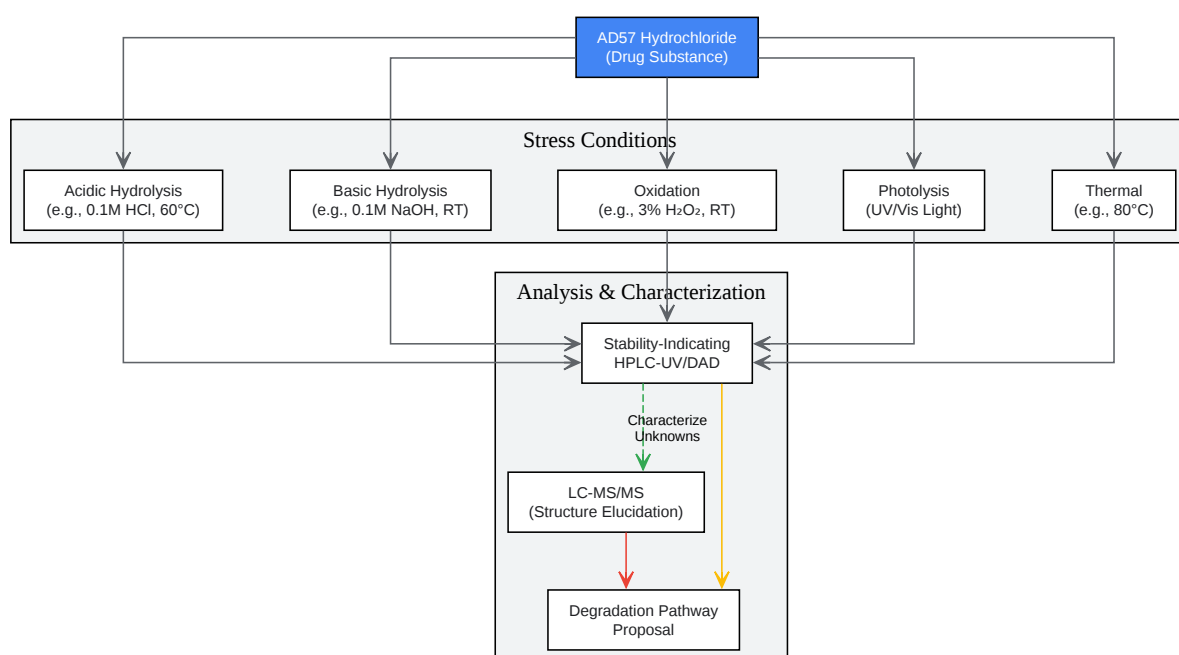 AD57 Hydrochloride
(Drug Substance)
Stress Conditions
Acidic Hydrolysis
(e.g., 0.1M HCl, 60°C)
Basic Hydrolysis
(e.g., 0.1M NaOH, RT)
Oxidation
(e.g., 3% H₂O₂, RT)
Photolysis
(UV/Vis Light)
Thermal
(e.g., 80°C)
Analysis & Characterization
Stability-Indicating
HPLC-UV/DAD
Characterize
Unknowns
LC-MS/MS
(Structure Elucidation)
Degradation Pathway
Proposal